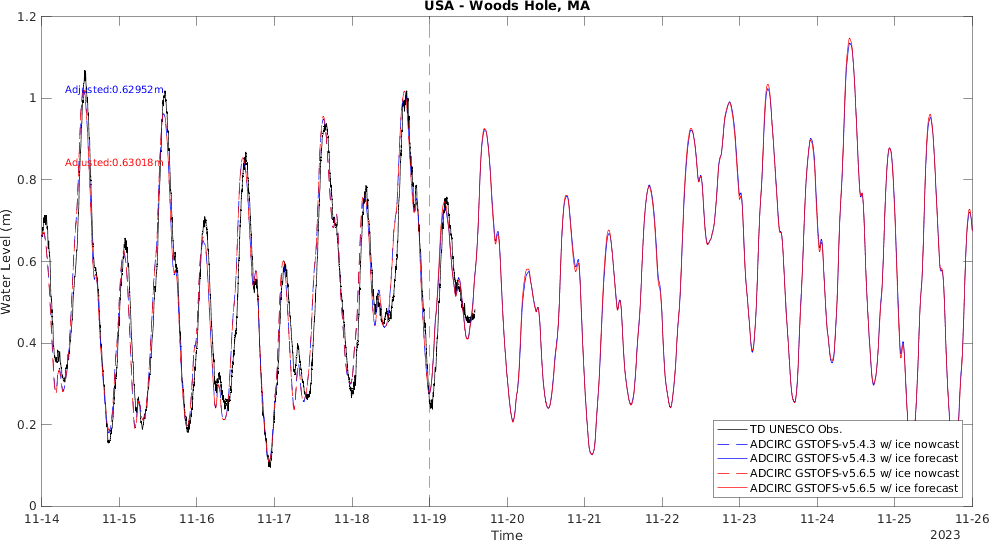 USA - Woods Hole, MA
1.2
1
0.8
0.6
0.4
0.2
0
Water Level (m)
Adjusted:0.62952m
Adjusted:0.63018m
TD UNESCO Obs.
ADCIRC GSTOFS-v5.4.3 w/ ice nowcast
ADCIRC GSTOFS-v5.4.3 w/ ice forecast
ADCIRC GSTOFS-v5.6.5 w/ ice nowcast
ADCIRC GSTOFS-v5.6.5 w/ ice forecast
11-14 11-15 11-16 11-17 11-18 11-19 11-20 11-21 11-22 11-23 11-24 11-25 11-26
Time
2023